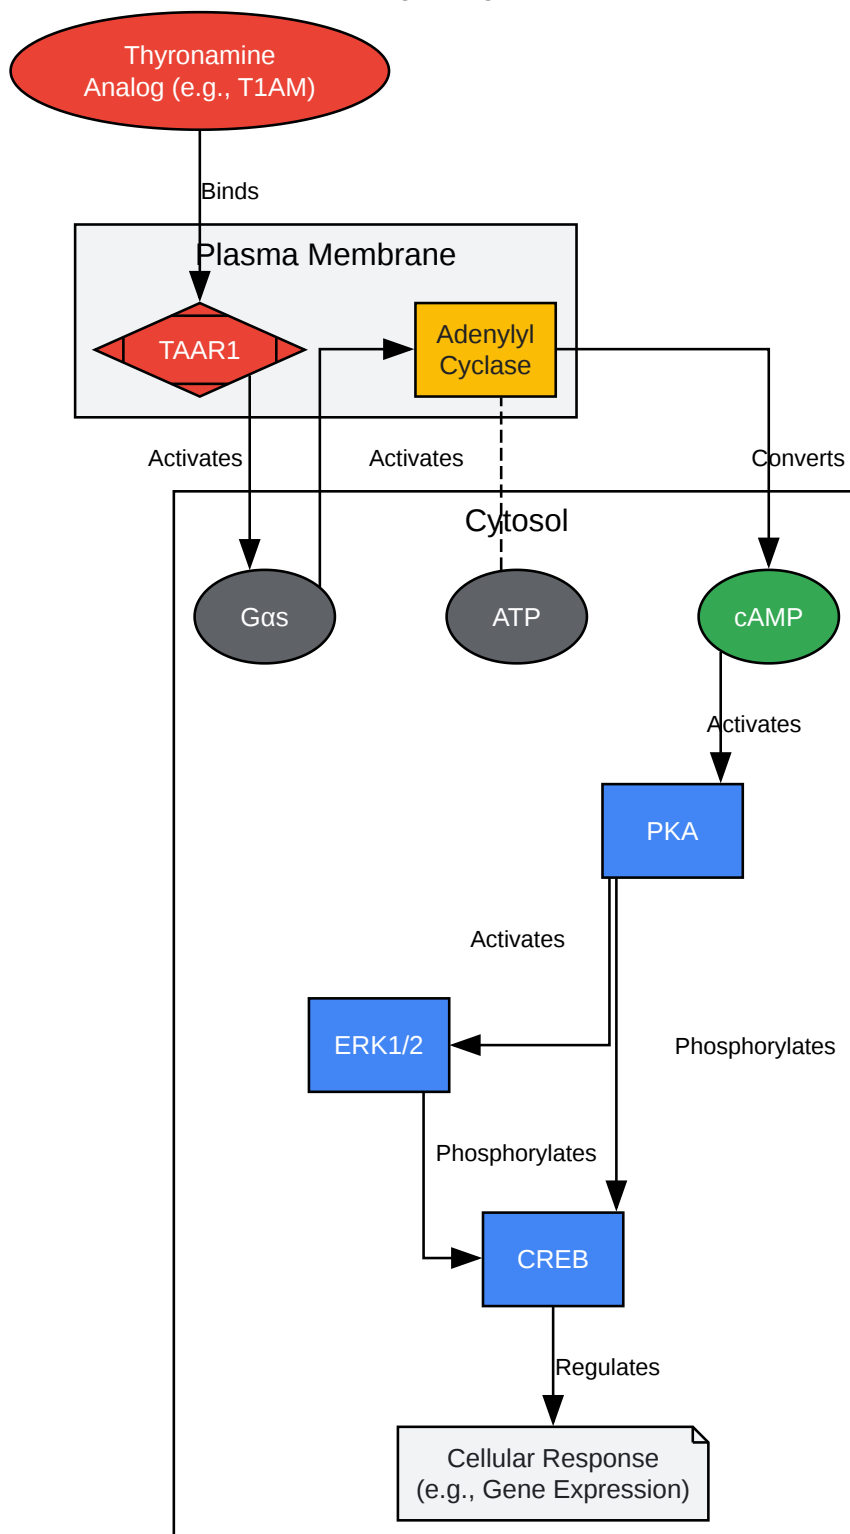 Thyronamine
Analog (e.g., T1AM)
Binds
Plasma Membrane
TAAR1
Adenylyl
Cyclase
Activates
Activates
Converts
Cytosol
Gαs
ATP
cAMP
Activates
PKA
Activates
ERK1/2
Phosphorylates
Phosphorylates
CREB
Regulates
Cellular Response
(e.g., Gene Expression)